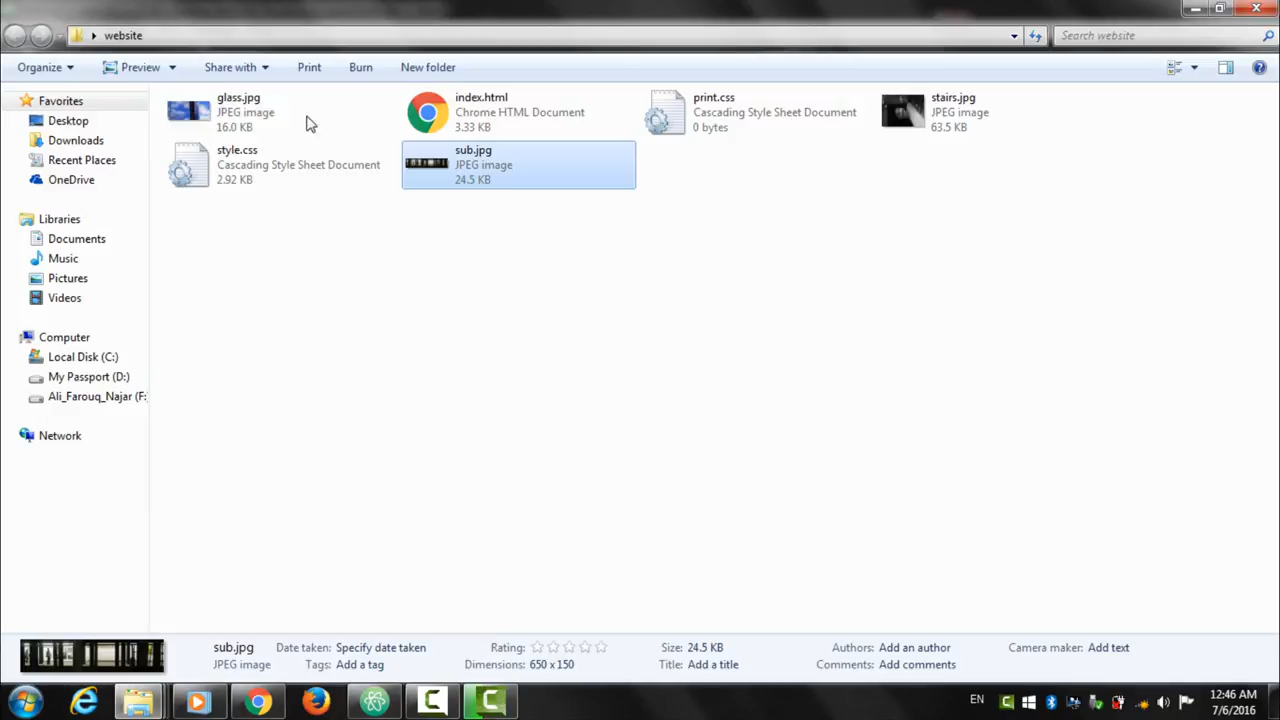 website
Search website
Organize
Preview
Share with
Print
Burn
New folder
Favorites
Desktop
Downloads
Recent Places
OneDrive
Libraries
Documents
Music
Pictures
Videos
Computer
Local Disk (C:)
My Passport (D:)
Ali_Farouq_Najar (F:
Network
glass.jpg
JPEG image
16.0 KB
index.html
Chrome HTML Document
3.33 KB
print.css
Cascading Style Sheet Document
0 bytes
stairs.jpg
JPEG image
63.5 KB
style.css
Cascading Style Sheet Document
2.92 KB
sub.jpg
JPEG image
24.5 KB
sub.jpg Date taken: Specify date taken Rating: Size: 24.5 KB Authors: Add an author Camera maker: Add text
JPEG image Tags: Add a tag Dimensions: 650 x 150 Title: Add a title Comments: Add comments
EN
12:46 AM
7/6/2016